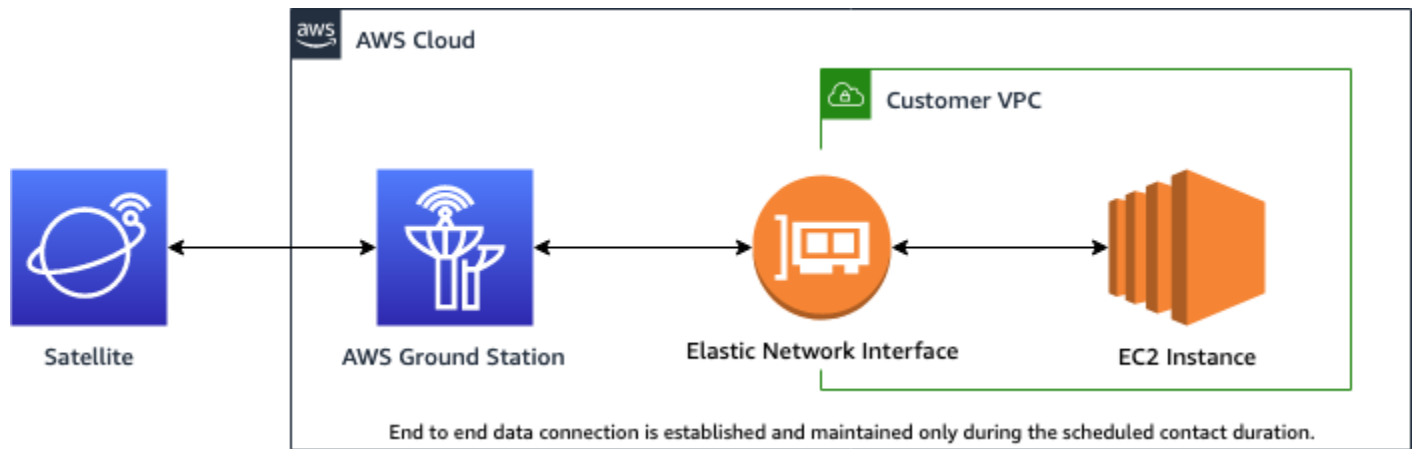 aws
AWS Cloud
Customer VPC
Satellite
AWS Ground Station
Elastic Network Interface
EC2 Instance
End to end data connection is established and maintained only during the scheduled contact duration.